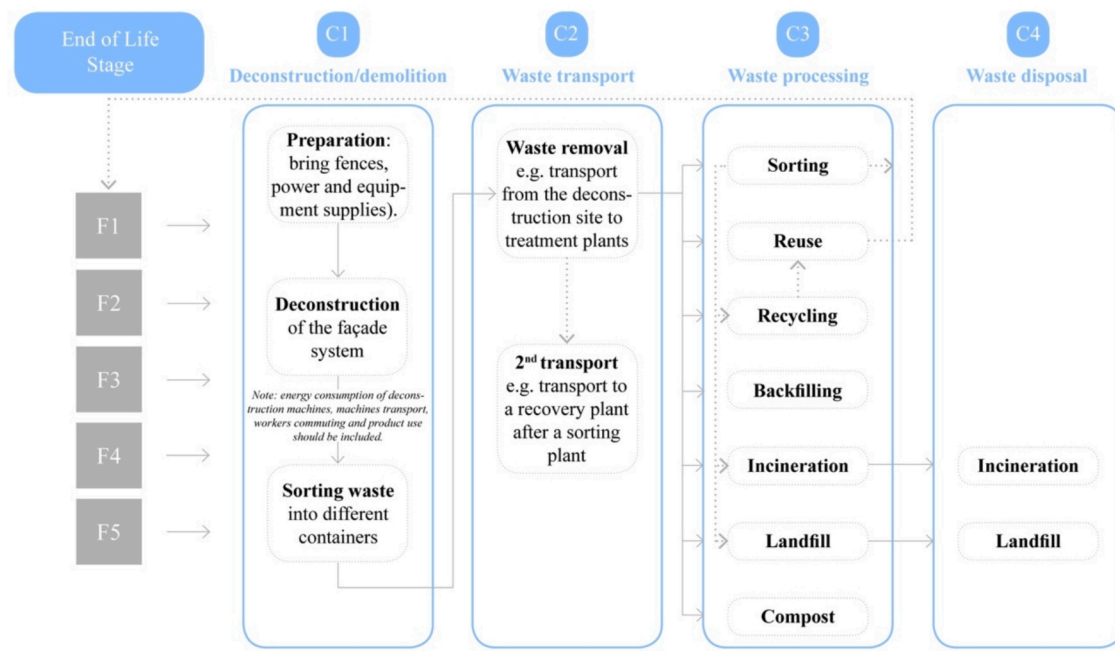 End of Life
Stage
C1
Deconstruction/demolition
C2
Waste transport
C3
Waste processing
C4
Waste disposal
F1
F2
F3
F4
F5
Preparation:
bring fences,
power and equip-
ment supplies).
Deconstruction
of the façade
system
Note: energy consumption of decons-
truction machines, machines transport,
workers commuting and product use
should be included.
Sorting waste
into different
containers
Waste removal
e.g. transport
from the decons-
truction site to
treatment plants
2nd transport
e.g. transport to
a recovery plant
after a sorting
plant
Sorting
Reuse
Recycling
Backfilling
Incineration
Landfill
Compost
Incineration
Landfill